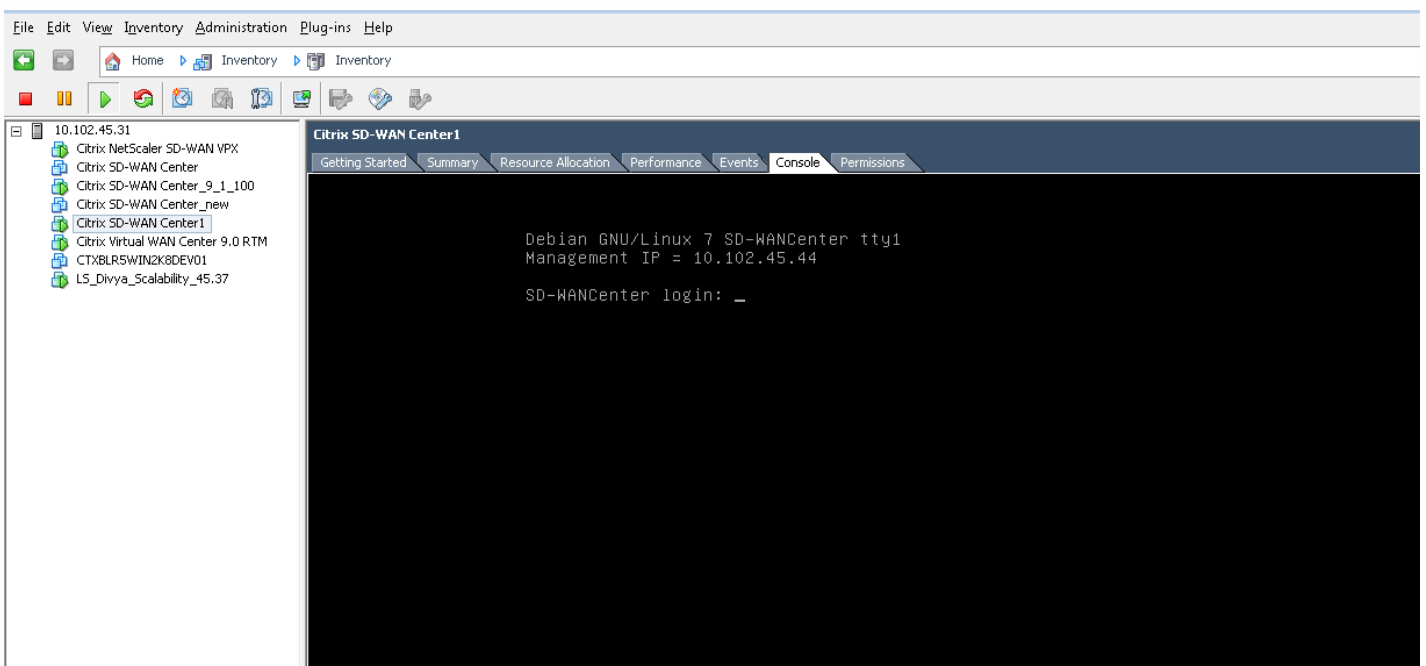 File Edit View Inventory Administration Plug-ins Help
Home Inventory Inventory
10.102.45.31
Citrix NetScaler SD-WAN VPX
Citrix SD-WAN Center
Citrix SD-WAN Center_9_1_100
Citrix SD-WAN Center_new
Citrix SD-WAN Center1
Citrix Virtual WAN Center 9.0 RTM
CTXBLR5WIN2K8DEV01
LS_Divya_Scalability_45.37
Citrix SD-WAN Center1
Getting Started Summary Resource Allocation Performance Events Console Permissions
Debian GNU/Linux 7 SD-WANCenter tty1
Management IP = 10.102.45.44
SD-WANCenter login: _